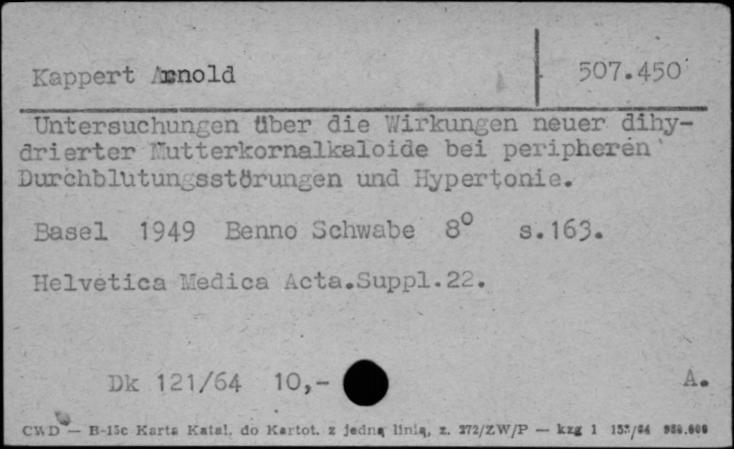 Kappert Arnold 507.450
Untersuchungen über die Wirkungen neuer dihy-
drierter Mutterkornalkaloide bei peripheren
Durchblutungsstörungen und Hypertonie.
Basel 1949 Benno Schwabe 8° s.163.
Helvetica Medica Acta.Suppl.22.
Dk 121/64 10,- A.
CWD — B-15c Karta Katal. do Kartot. z jedną linią, z. 272/ZW/P — kzg 1